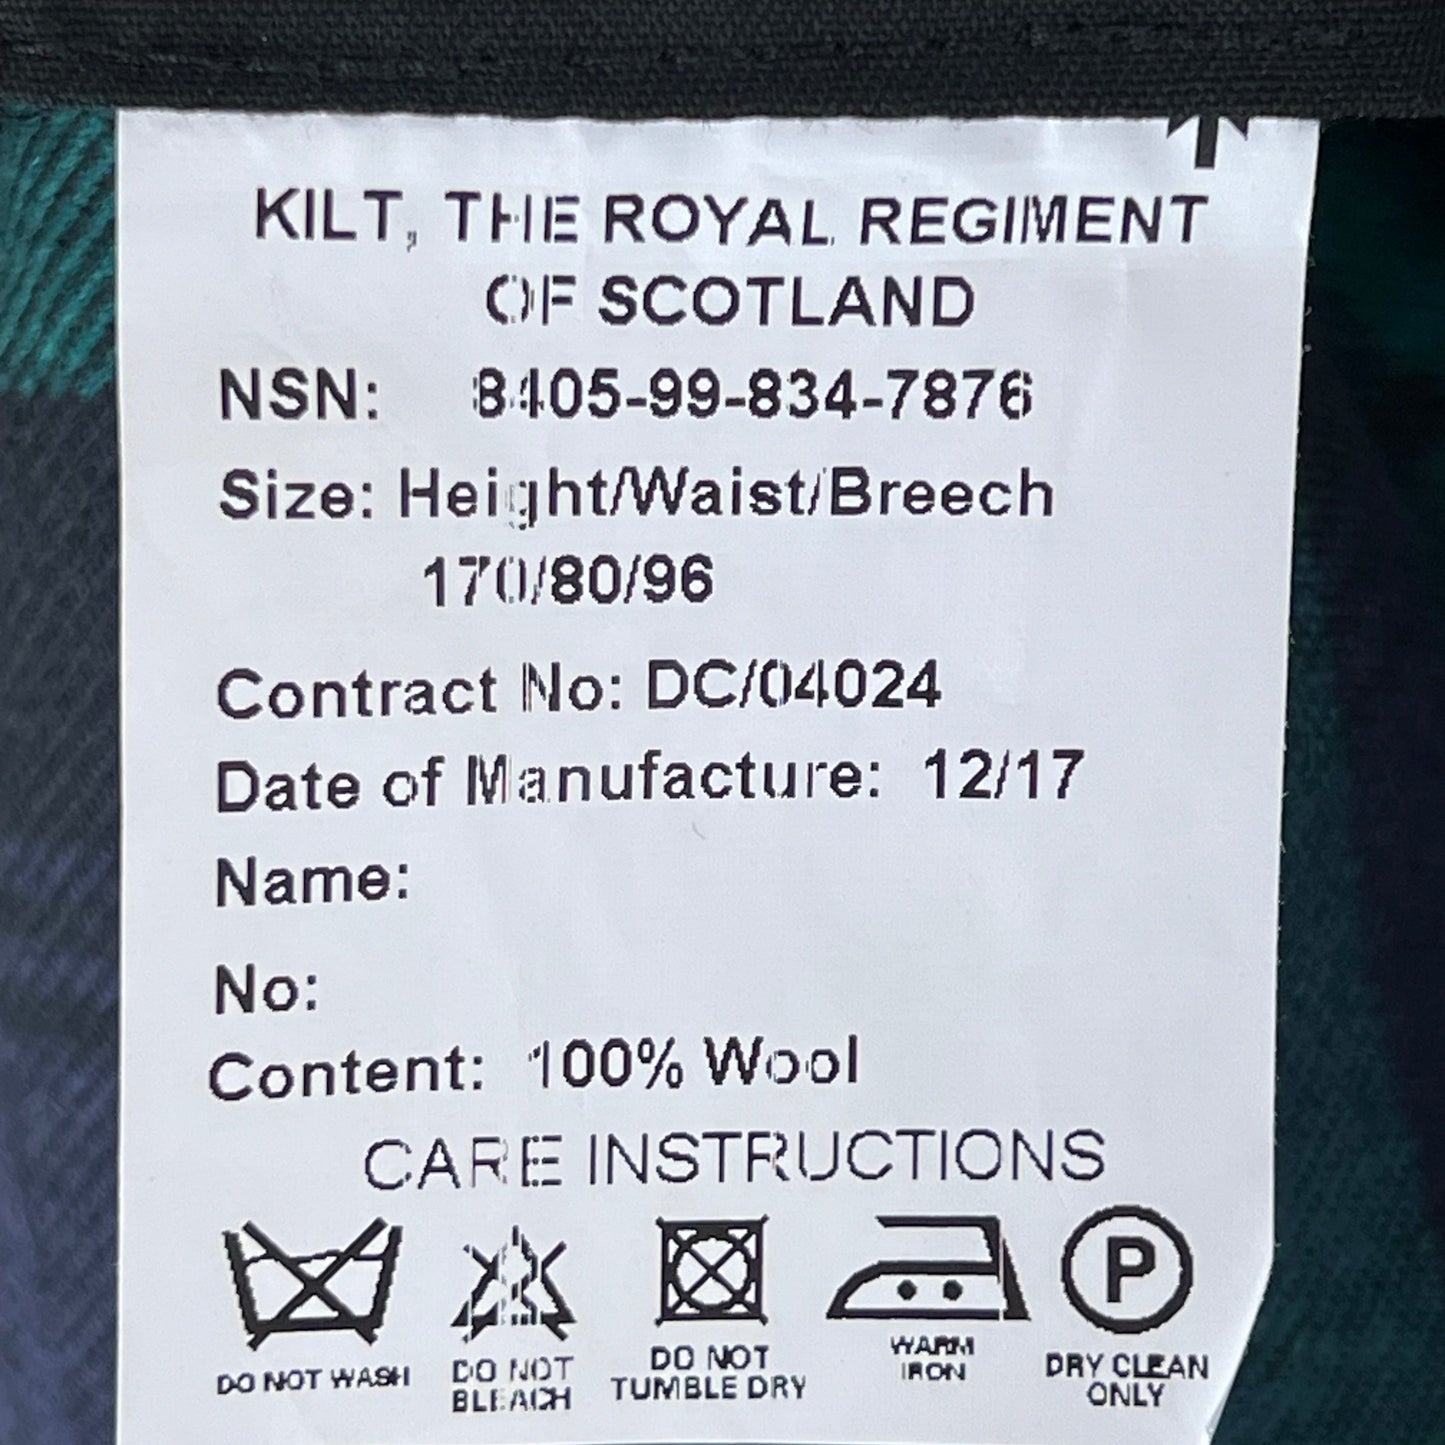 KILT, THE ROYAL REGIMENT
OF SCOTLAND
NSN: 8405-99-834-7876
Size: Height/Waist/Breech
170/80/96
Contract No: DC/04024
Date of Manufacture: 12/17
Name:
No:
Content: 100% Wool
CARE INSTRUCTIONS
P
DO NOT WASH
DO NOT
BLEACH
DO NOT
TUMBLE DRY
WARM
IRON
DRY CLEAN
ONLY